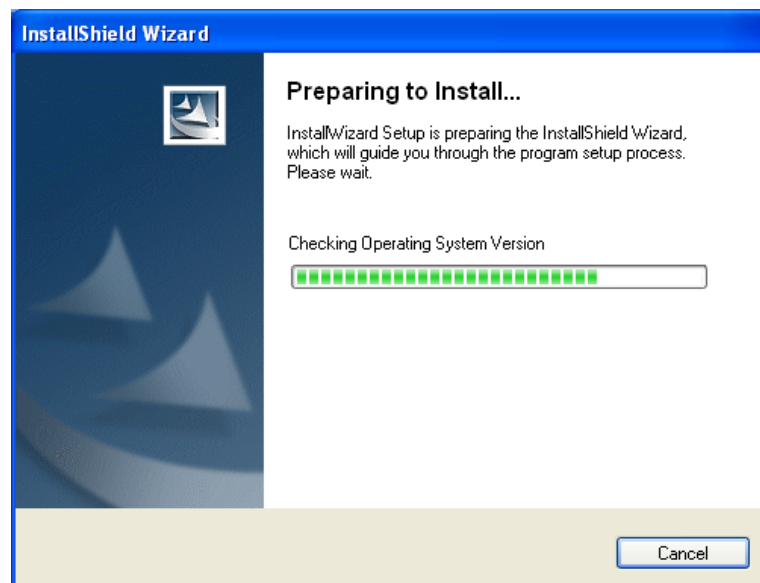 InstallShield Wizard
Preparing to Install...
InstallWizard Setup is preparing the InstallShield Wizard,
which will guide you through the program setup process.
Please wait.
Checking Operating System Version
Cancel